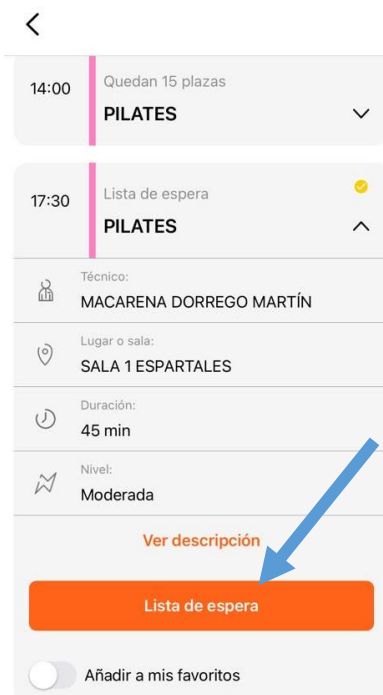 14:00
Quedan 15 plazas
PILATES
17:30
Lista de espera
PILATES
Técnico:
MACARENA DORREGO MARTÍN
Lugar o sala:
SALA 1 ESPARTALES
Duración:
45 min
Nivel:
Moderada
Ver descripción
Lista de espera
Añadir a mis favoritos